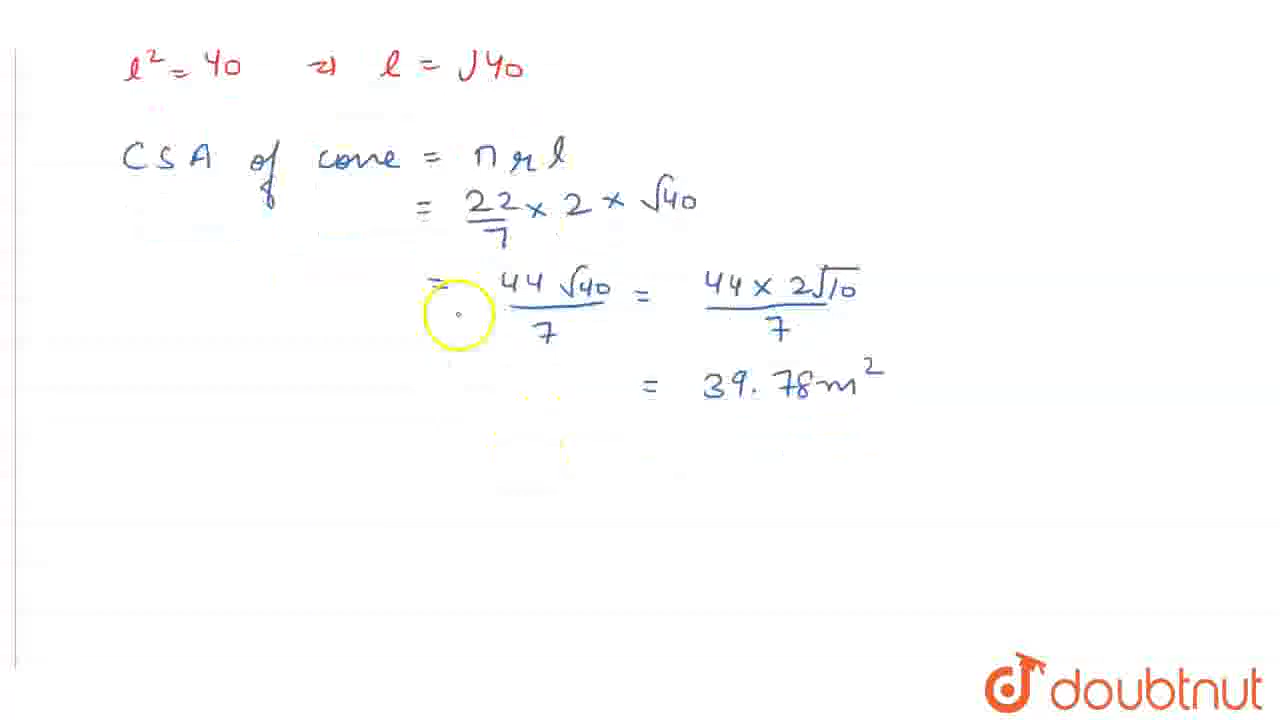 l² = 40 ⇒ l = √40
CSA of cone = π r l
= 22/7 × 2 × √40
= 44 √40 / 7 = 44 × 2√10 / 7
= 39.78 m²
doubtnut